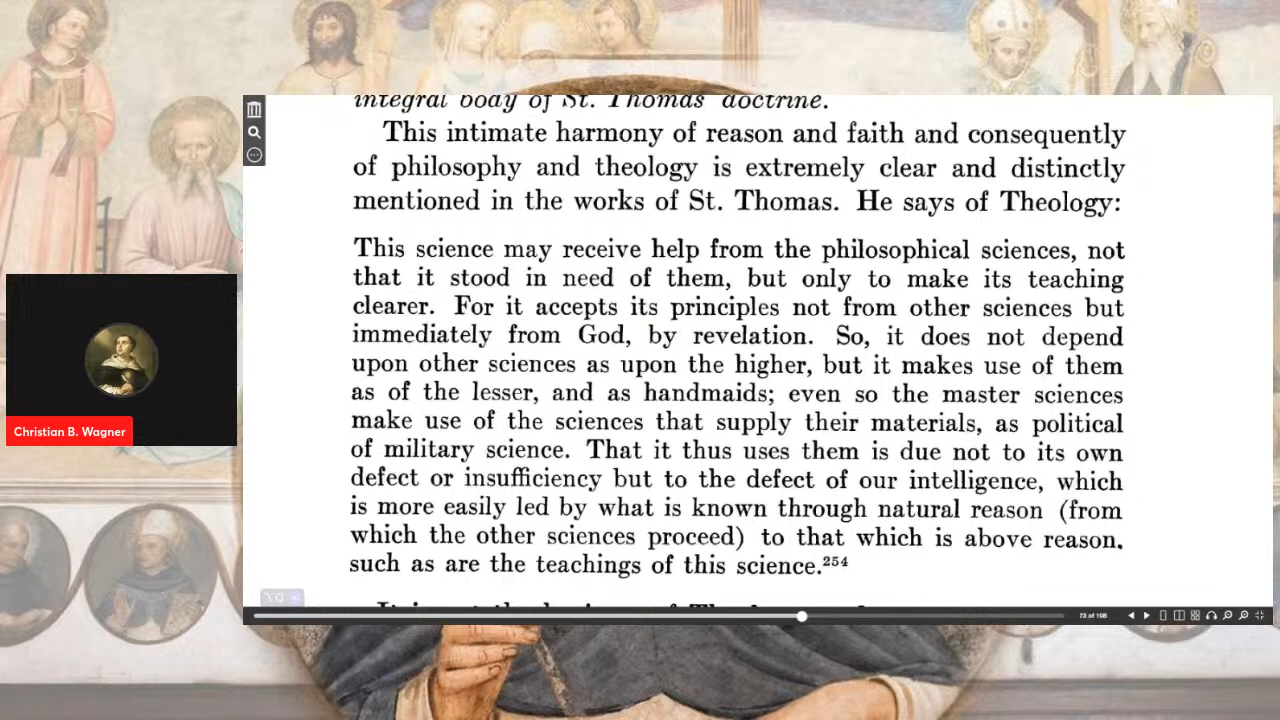 integral body of St. Thomas' doctrine.
This intimate harmony of reason and faith and consequently
of philosophy and theology is extremely clear and distinctly
mentioned in the works of St. Thomas. He says of Theology:
This science may receive help from the philosophical sciences, not
that it stood in need of them, but only to make its teaching
clearer. For it accepts its principles not from other sciences but
immediately from God, by revelation. So, it does not depend
upon other sciences as upon the higher, but it makes use of them
as of the lesser, and as handmaids; even so the master sciences
make use of the sciences that supply their materials, as political
of military science. That it thus uses them is due not to its own
defect or insufficiency but to the defect of our intelligence, which
is more easily led by what is known through natural reason (from
which the other sciences proceed) to that which is above reason.
such as are the teachings of this science.²⁵⁴
Christian B. Wagner
73 of 108